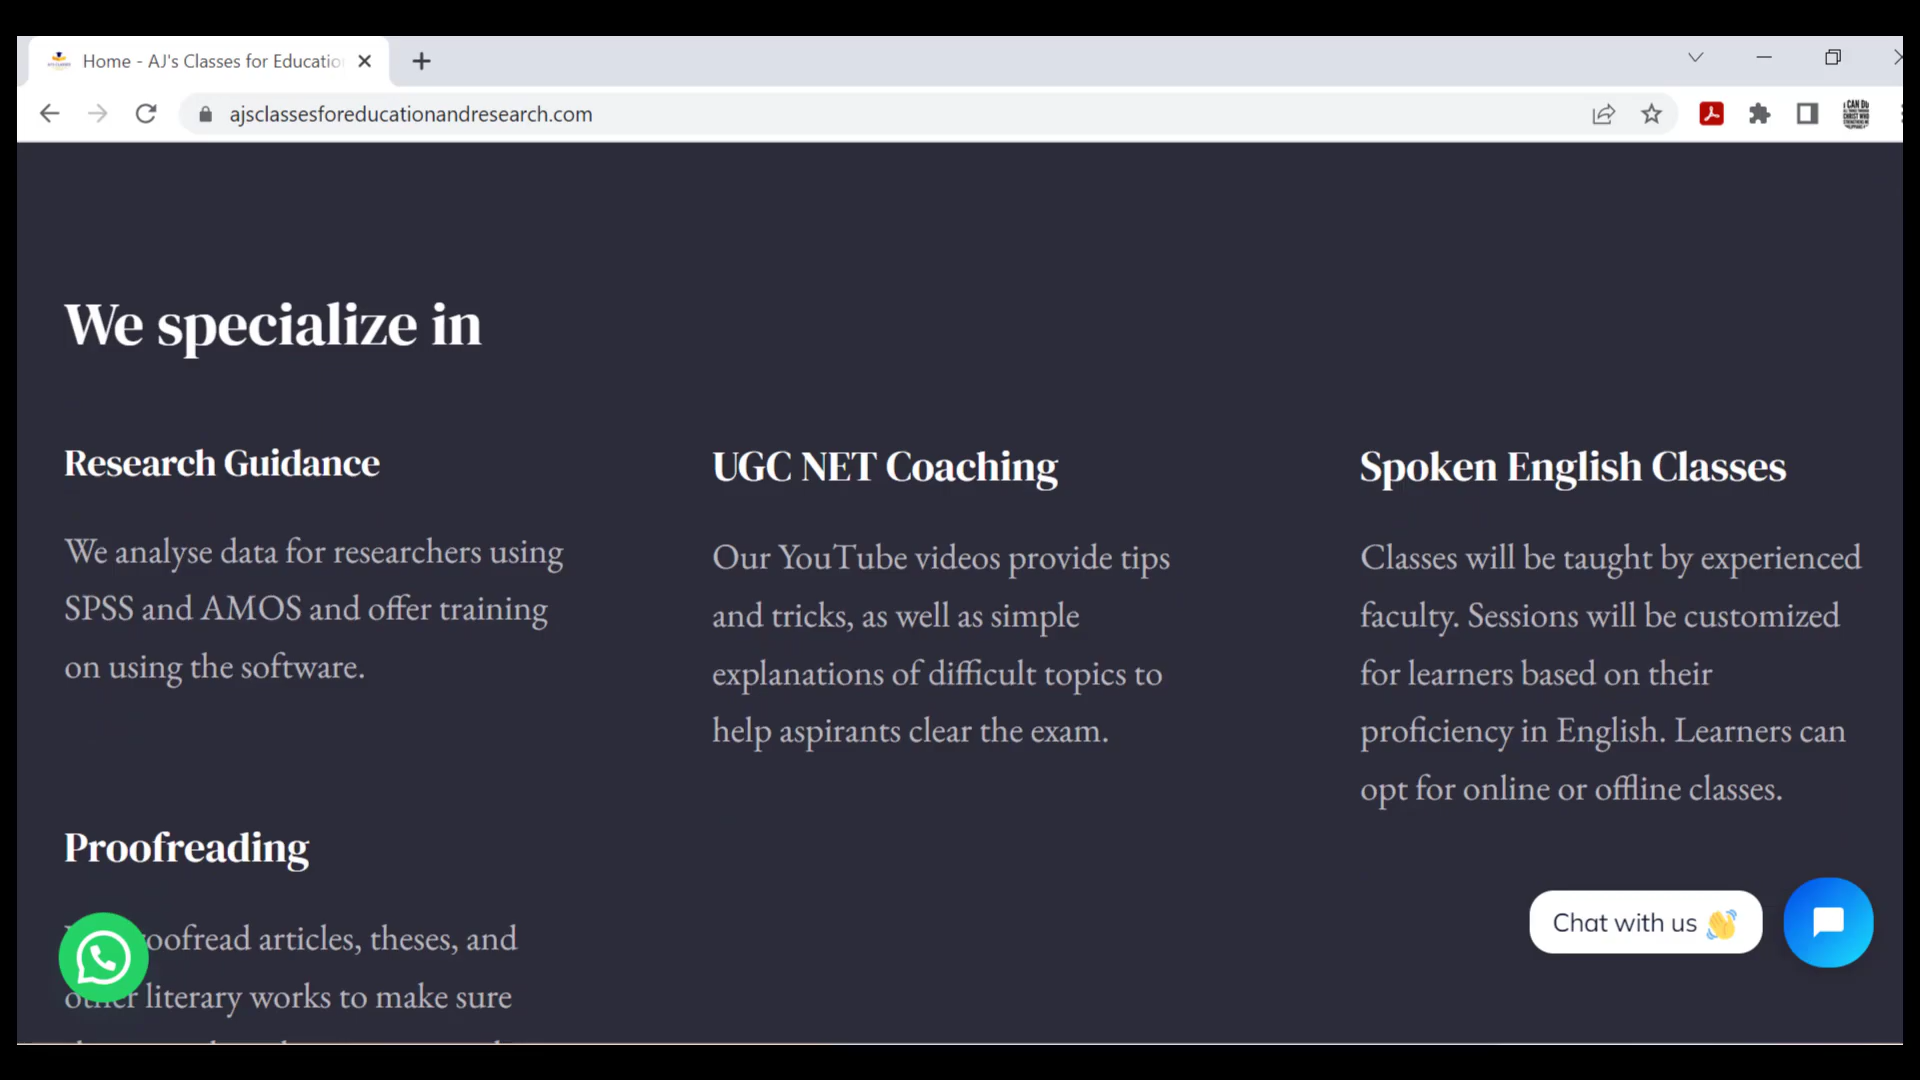 Home - AJ's Classes for Educatio
ajsclassesforeducationandresearch.com
We specialize in
Research Guidance
We analyse data for researchers using
SPSS and AMOS and offer training
on using the software.
UGC NET Coaching
Our YouTube videos provide tips
and tricks, as well as simple
explanations of difficult topics to
help aspirants clear the exam.
Spoken English Classes
Classes will be taught by experienced
faculty. Sessions will be customized
for learners based on their
proficiency in English. Learners can
opt for online or offline classes.
Proofreading
oofread articles, theses, and
other literary works to make sure
Chat with us